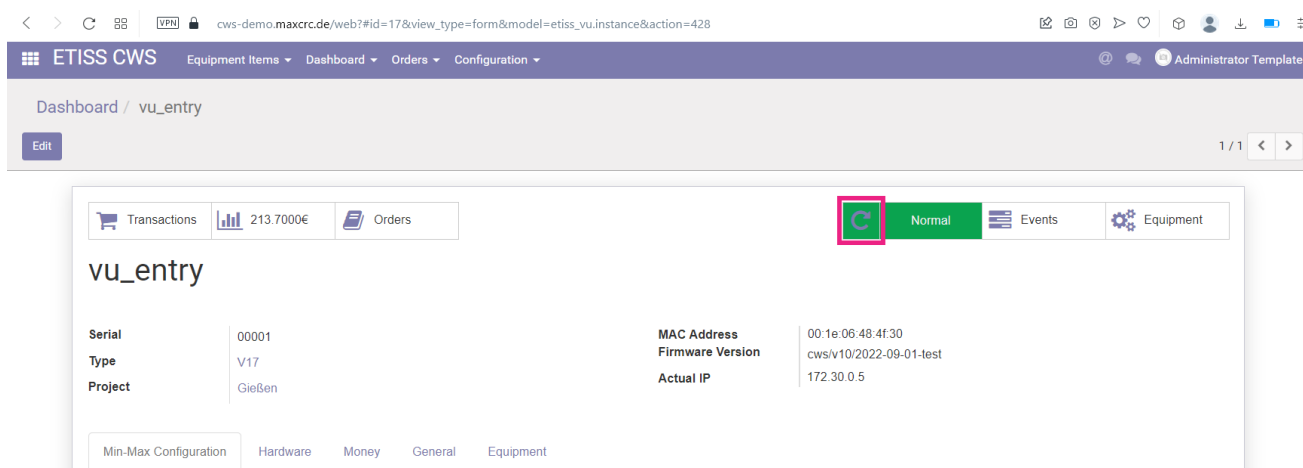 VPN cws-demo.maxcrc.de/web?#id=17&view_type=form&model=etiss_vu.instance&action=428
ETISS CWS Equipment Items Dashboard Orders Configuration @ Administrator Template
Dashboard / vu_entry
Edit 1 / 1
Transactions 213.7000€ Orders Normal Events Equipment
vu_entry
Serial 00001 MAC Address 00:1e:06:48:4f:30
Type V17 Firmware Version cws/v10/2022-09-01-test
Project Gießen Actual IP 172.30.0.5
Min-Max Configuration Hardware Money General Equipment